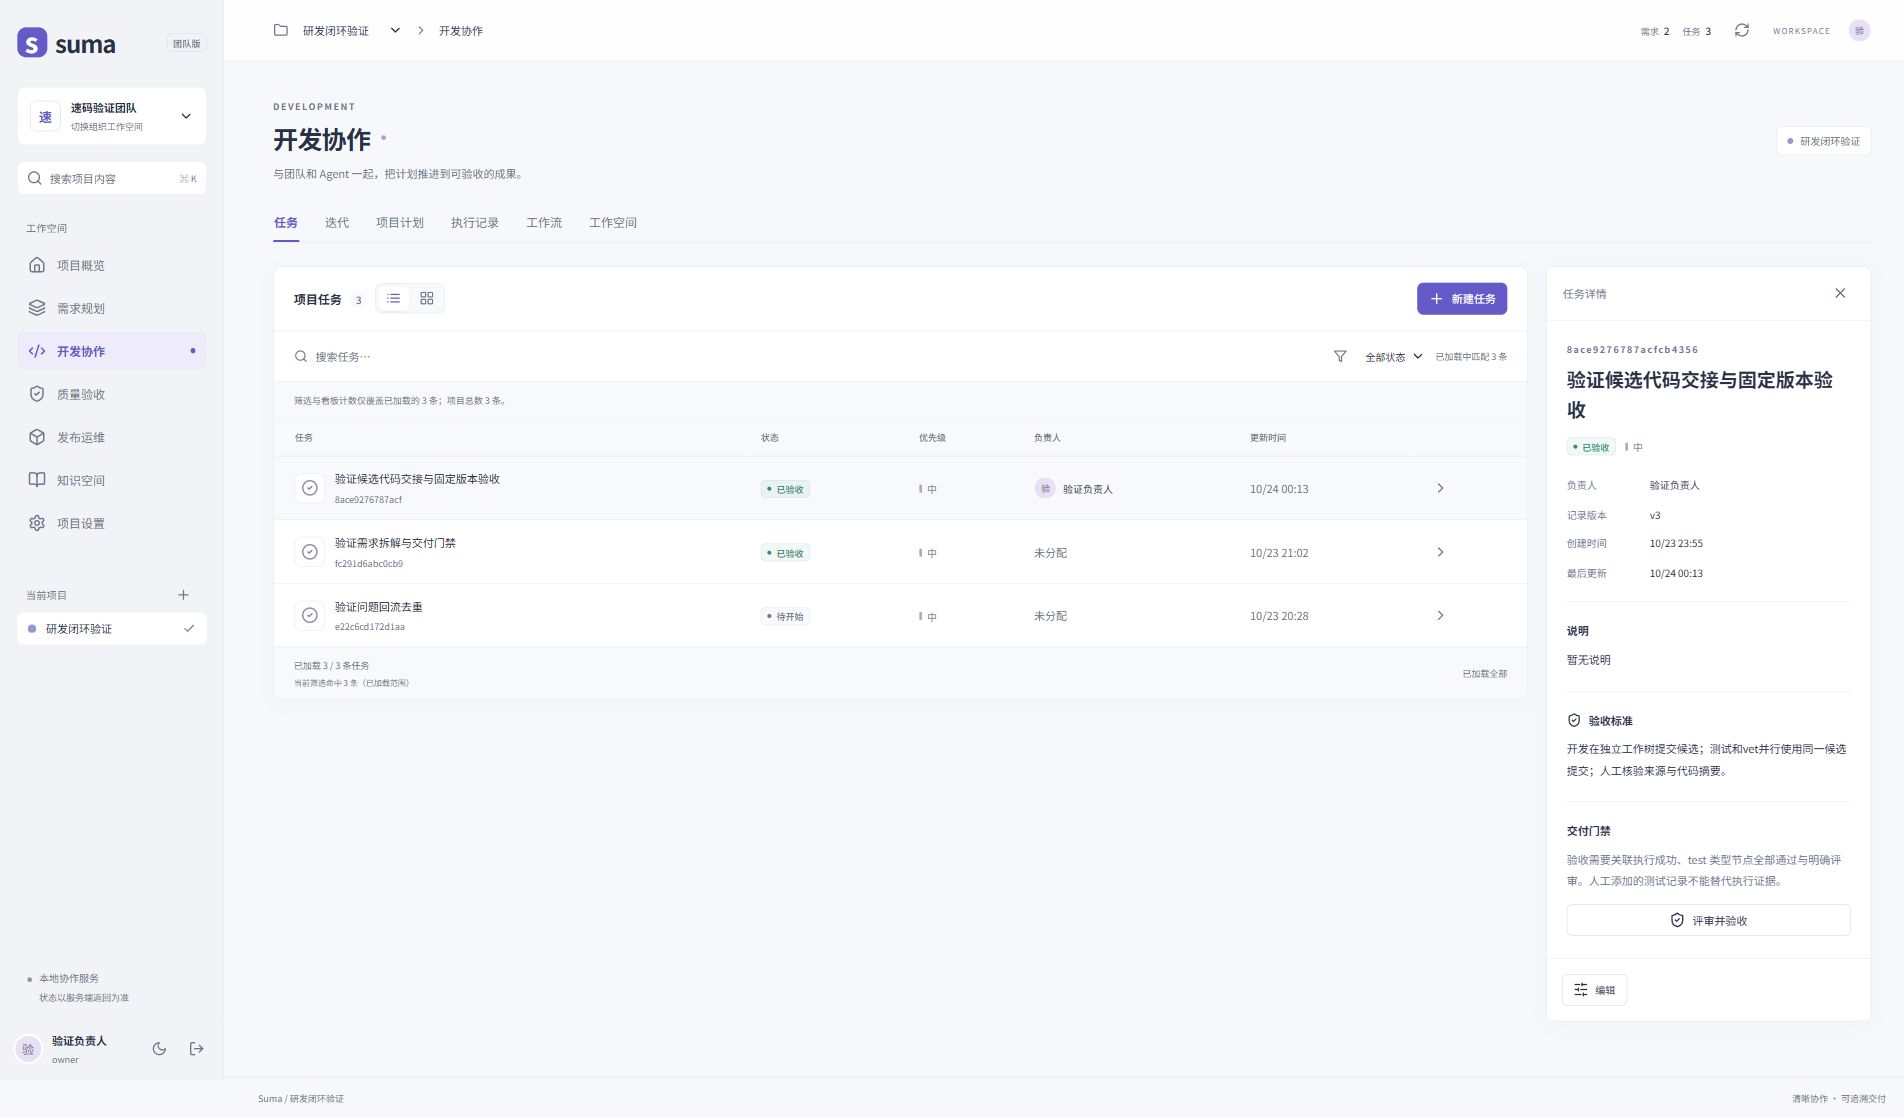 suma
团队版
速
速码验证团队
切换组织工作空间
搜索项目内容
⌘K
工作空间
项目概览
需求规划
开发协作
质量验收
发布运维
知识空间
项目设置
当前项目
研发闭环验证
本地协作服务
状态以服务端返回为准
验
验证负责人
owner
研发闭环验证
开发协作
需求 2
任务 3
WORKSPACE
验
DEVELOPMENT
开发协作
与团队和 Agent 一起，把计划推进到可验收的成果。
研发闭环验证
任务
迭代
项目计划
执行记录
工作流
工作空间
项目任务 3
新建任务
搜索任务…
全部状态
已加载中匹配 3 条
筛选与看板计数仅覆盖已加载的 3 条；项目总数 3 条。
任务
状态
优先级
负责人
更新时间
验证候选代码交接与固定版本验收
8ace9276787acf
已验收
中
验
验证负责人
10/24 00:13
验证需求拆解与交付门禁
fc291d6abc0cb9
已验收
中
未分配
10/23 21:02
验证问题回流去重
e22c6cd172d1aa
待开始
中
未分配
10/23 20:28
已加载 3 / 3 条任务
当前筛选命中 3 条（已加载范围）
已加载全部
任务详情
8ace9276787acfcb4356
验证候选代码交接与固定版本验
收
已验收
中
负责人 验证负责人
记录版本 v3
创建时间 10/23 23:55
最后更新 10/24 00:13
说明
暂无说明
验收标准
开发在独立工作树提交候选；测试和vet并行使用同一候选
提交；人工核验来源与代码摘要。
交付门禁
验收需要关联执行成功、test 类型节点全部通过与明确评
审。人工添加的测试记录不能替代执行证据。
评审并验收
编辑
Suma / 研发闭环验证
清晰协作 · 可追溯交付